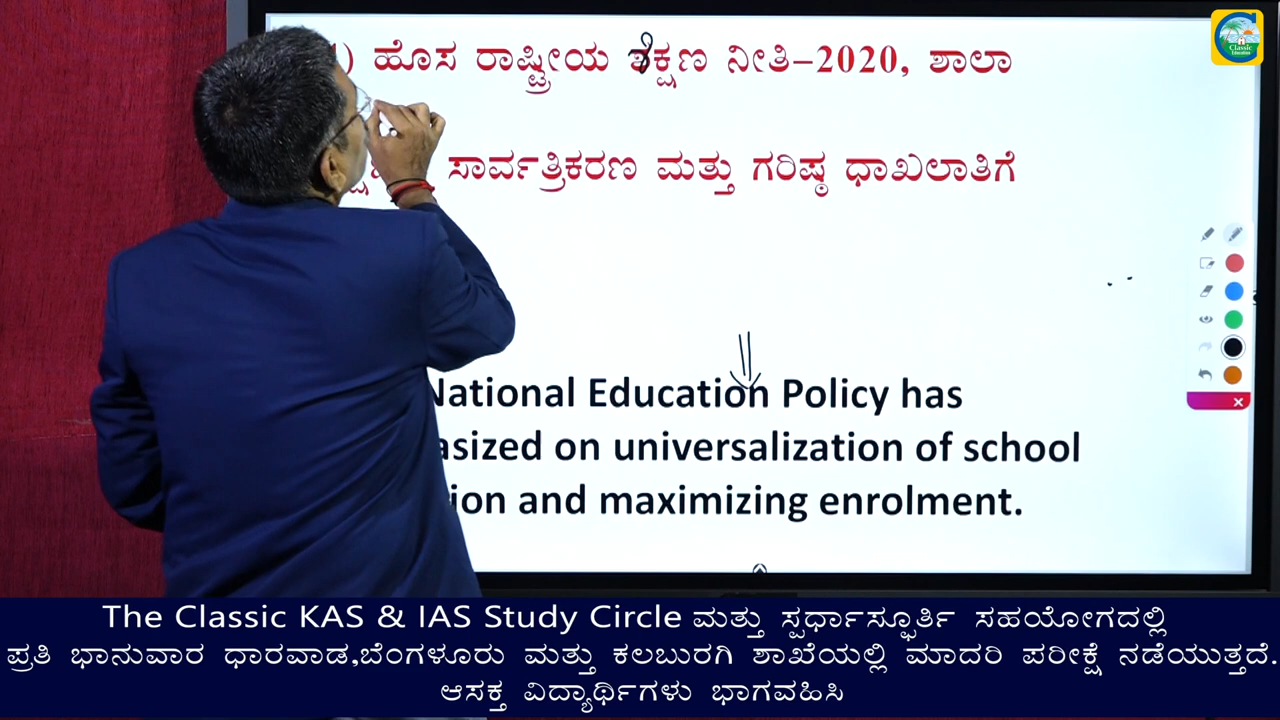 ) ಹೊಸ ರಾಷ್ಟ್ರೀಯ ಶಿಕ್ಷಣ ನೀತಿ–2020, ಶಾಲಾ
ಸಾರ್ವತ್ರಿಕರಣ ಮತ್ತು ಗರಿಷ್ಠ ಧಾಖಲಾತಿಗೆ
National Education Policy has
asized on universalization of school
ion and maximizing enrolment.
Classic
Education
The Classic KAS & IAS Study Circle ಮತ್ತು ಸ್ಪರ್ಧಾಸ್ಫೂರ್ತಿ ಸಹಯೋಗದಲ್ಲಿ
ಪ್ರತಿ ಭಾನುವಾರ ಧಾರವಾಡ,ಬೆಂಗಳೂರು ಮತ್ತು ಕಲಬುರಗಿ ಶಾಖೆಯಲ್ಲಿ ಮಾದರಿ ಪರೀಕ್ಷೆ ನಡೆಯುತ್ತದೆ.
ಆಸಕ್ತ ವಿದ್ಯಾರ್ಥಿಗಳು ಭಾಗವಹಿಸಿ